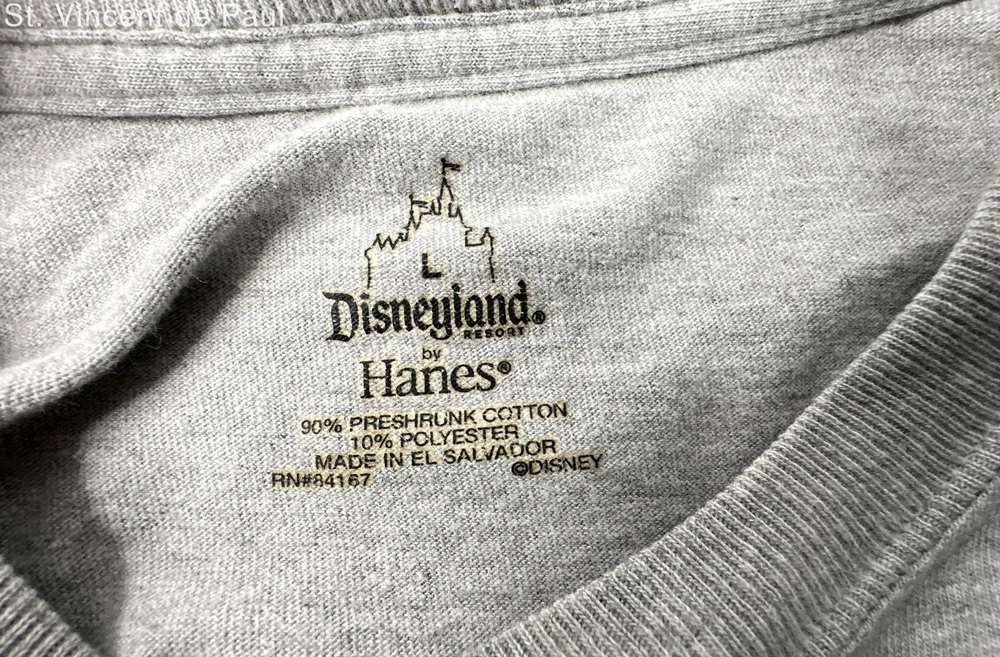 St. Vincent de Paul
L
Disneyland®
RESORT
by
Hanes®
90% PRESHRUNK COTTON
10% POLYESTER
MADE IN EL SALVADOR
RN#84167 ©DISNEY